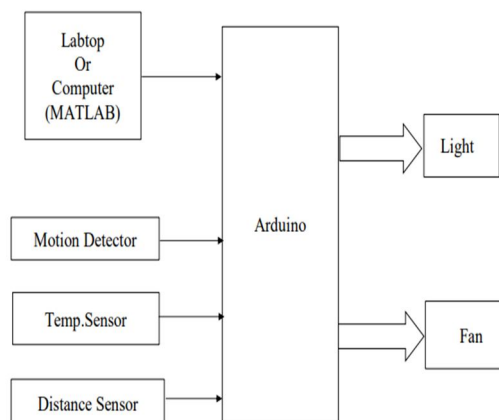 Labtop
Or
Computer
(MATLAB)
Motion Detector
Temp.Sensor
Distance Sensor
Arduino
Light
Fan